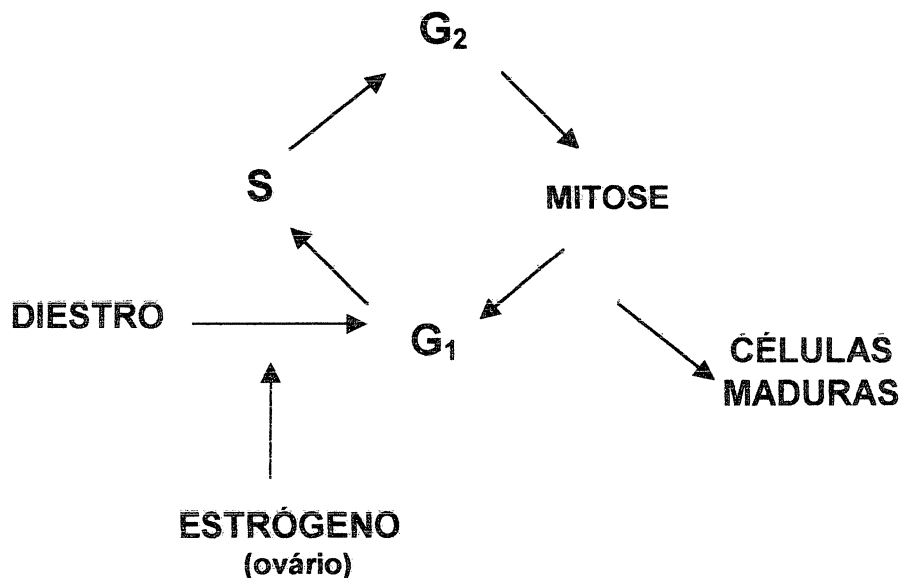 G₂
S
MITOSE
DIESTRO
G₁
CÉLULAS
MADURAS
ESTRÓGENO
(ovário)